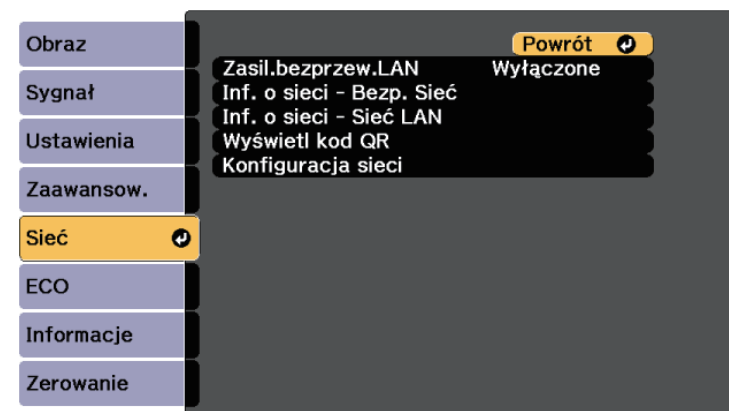 Obraz
Sygnał
Ustawienia
Zaawansow.
Sieć
ECO
Informacje
Zerowanie
Powrót
Zasil.bezprzew.LAN Wyłączone
Inf. o sieci - Bezp. Sieć
Inf. o sieci - Sieć LAN
Wyświetl kod QR
Konfiguracja sieci